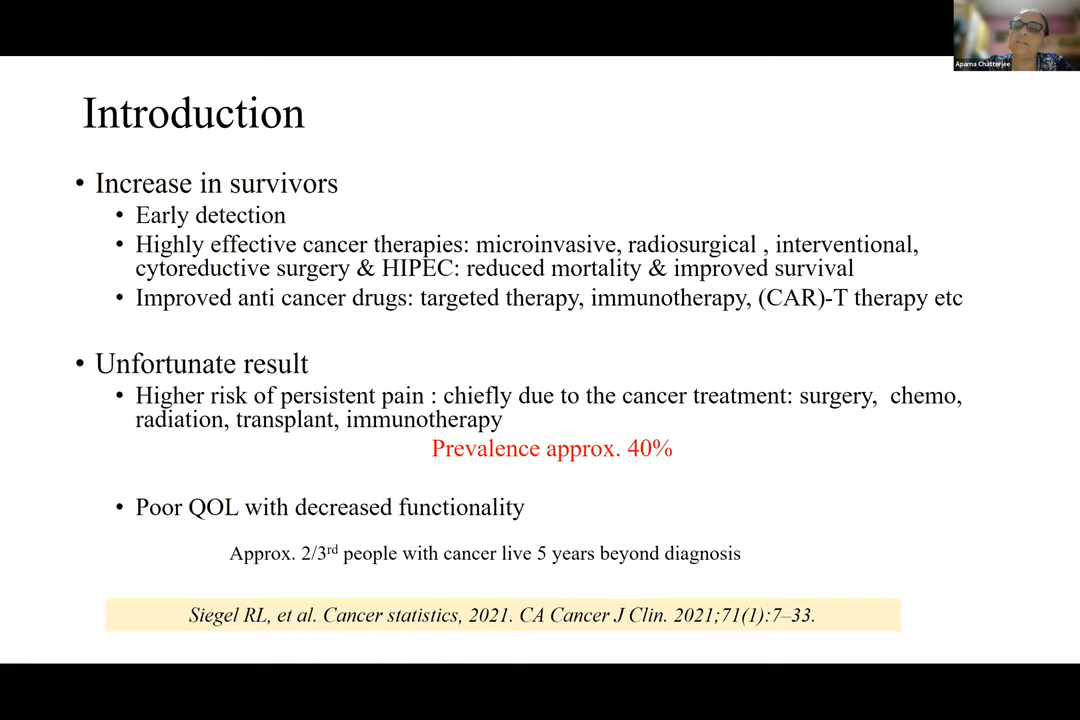 Aparna Chatterjee
Introduction
• Increase in survivors
• Early detection
• Highly effective cancer therapies: microinvasive, radiosurgical , interventional,
cytoreductive surgery & HIPEC: reduced mortality & improved survival
• Improved anti cancer drugs: targeted therapy, immunotherapy, (CAR)-T therapy etc
• Unfortunate result
• Higher risk of persistent pain : chiefly due to the cancer treatment: surgery, chemo,
radiation, transplant, immunotherapy
Prevalence approx. 40%
• Poor QOL with decreased functionality
Approx. 2/3rd people with cancer live 5 years beyond diagnosis
Siegel RL, et al. Cancer statistics, 2021. CA Cancer J Clin. 2021;71(1):7–33.